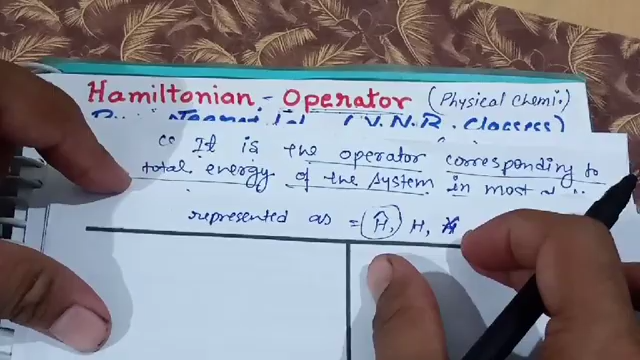 Hamiltonian - Operator (Physical Chemi.)
(V.N.R. Classes)
" It is the operator corresponding to
total energy of the system in most
represented as = Ĥ, H,